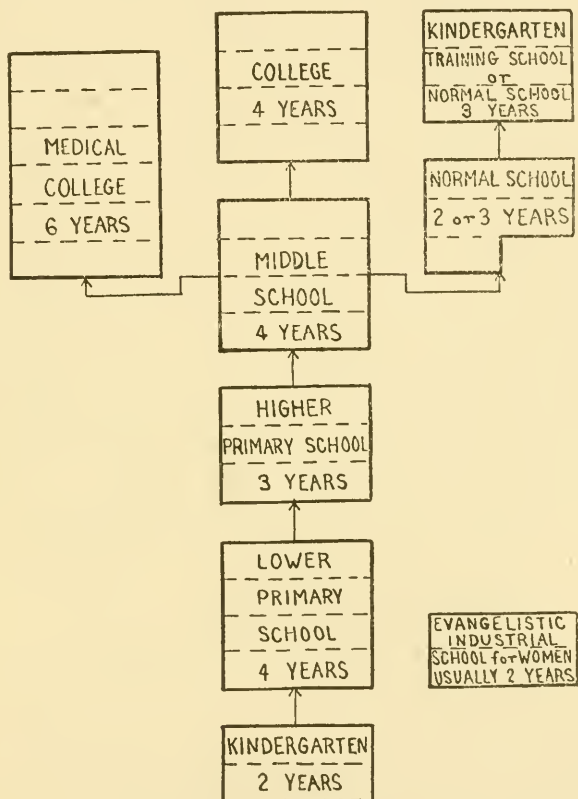 MEDICAL
COLLEGE
6 YEARS
COLLEGE
4 YEARS
KINDERGARTEN
TRAINING SCHOOL
or
NORMAL SCHOOL
3 YEARS
NORMAL SCHOOL
2 or 3 YEARS
MIDDLE
SCHOOL
4 YEARS
HIGHER
PRIMARY SCHOOL
3 YEARS
LOWER
PRIMARY
SCHOOL
4 YEARS
EVANGELISTIC
INDUSTRIAL
SCHOOL for WOMEN
USUALLY 2 YEARS
KINDERGARTEN
2 YEARS